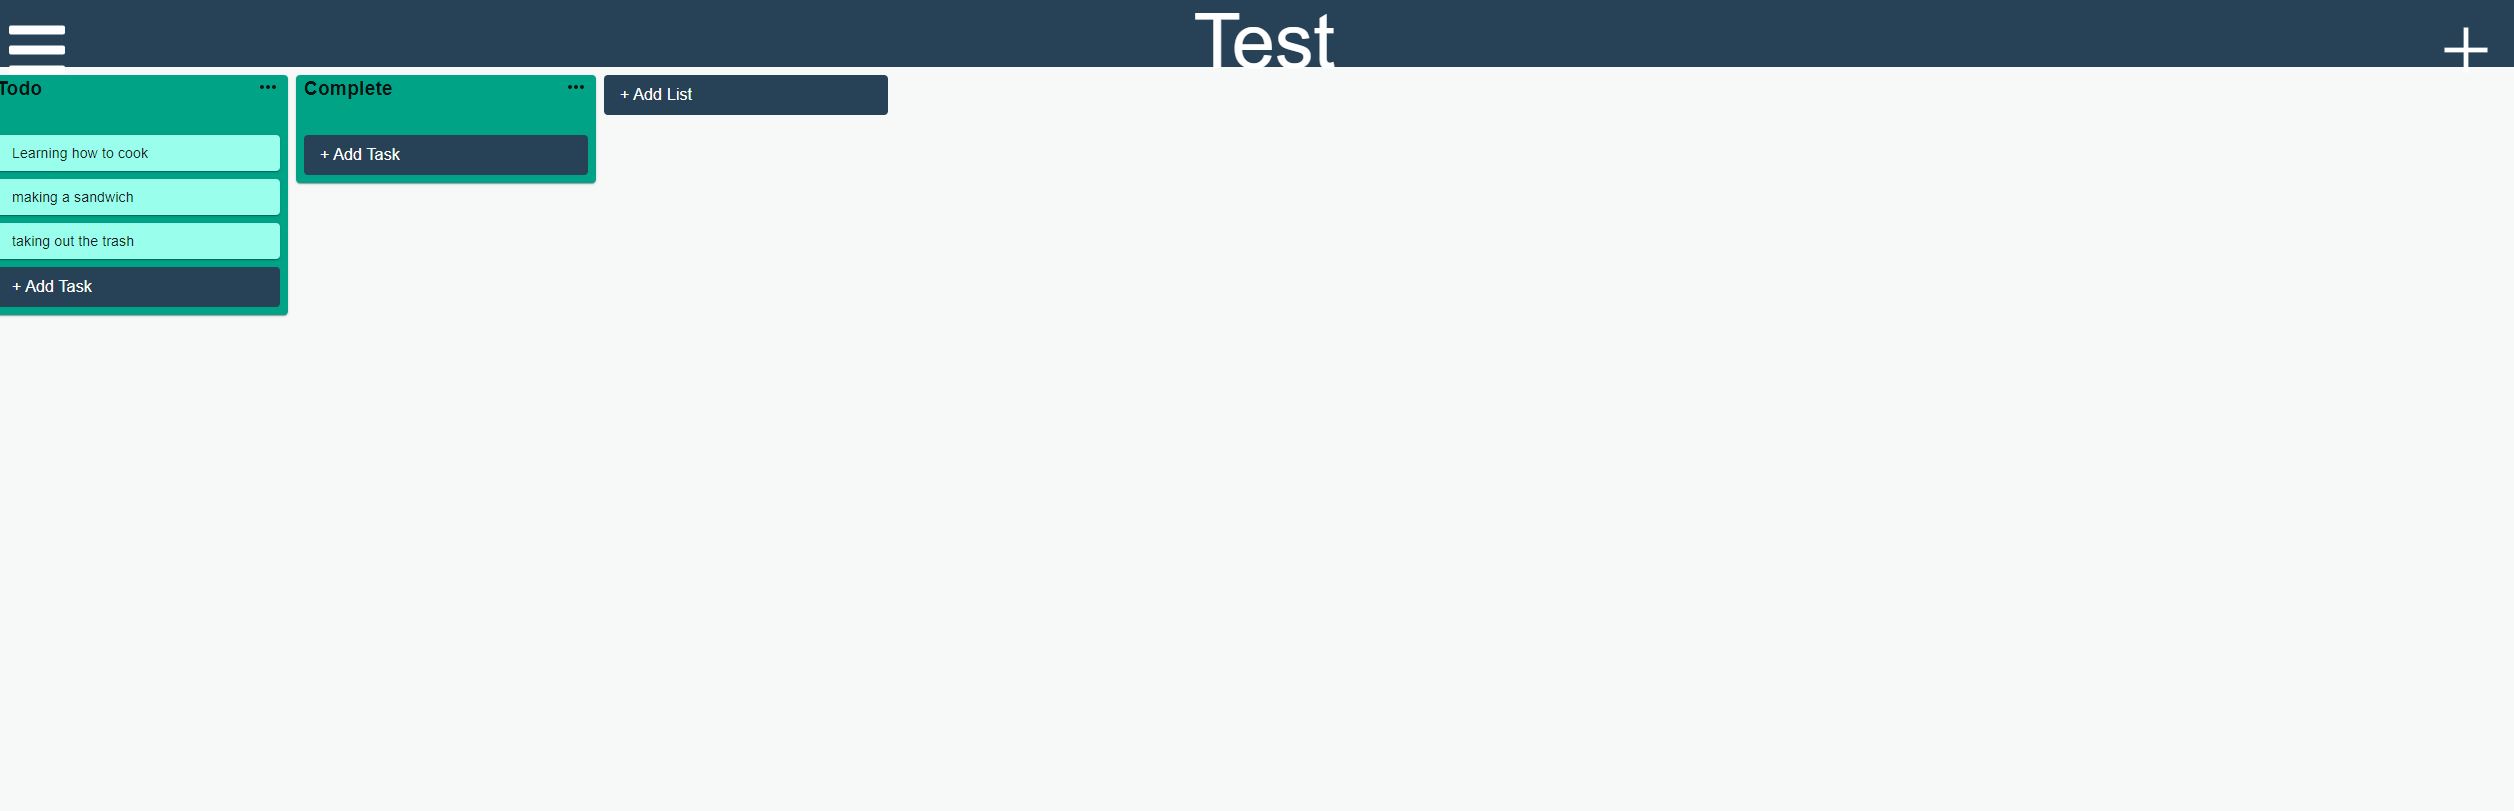 Test
Todo
Learning how to cook
making a sandwich
taking out the trash
+ Add Task
Complete
+ Add Task
+ Add List